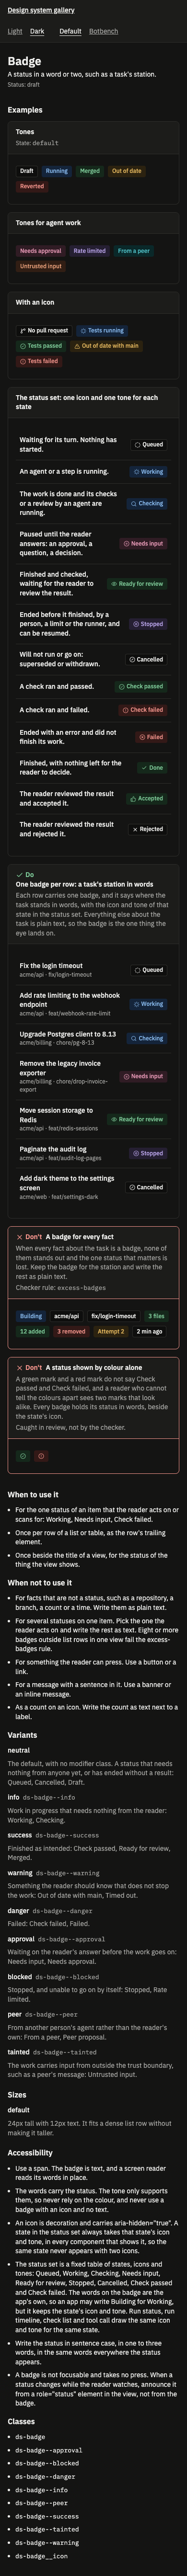 Design system gallery
Light Dark Default Botbench
Badge
A status in a word or two, such as a task's station.
Status: draft
Examples
Tones
State: default
Draft Running Merged Out of date
Reverted
Tones for agent work
Needs approval Rate limited From a peer
Untrusted input
With an icon
No pull request Tests running
Tests passed Out of date with main
Tests failed
The status set: one icon and one tone for each
state
Waiting for its turn. Nothing has
started.
Queued
An agent or a step is running.
Working
The work is done and its checks
or a review by an agent are
running.
Checking
Paused until the reader
answers: an approval, a
question, a decision.
Needs input
Finished and checked,
waiting for the reader to
review the result.
Ready for review
Ended before it finished, by a
person, a limit or the runner, and
can be resumed.
Stopped
Will not run or go on:
superseded or withdrawn.
Cancelled
A check ran and passed.
Check passed
A check ran and failed.
Check failed
Ended with an error and did not
finish its work.
Failed
Finished, with nothing left for the
reader to decide.
Done
The reader reviewed the result
and accepted it.
Accepted
The reader reviewed the result
and rejected it.
Rejected
Do
One badge per row: a task's station in words
Each row carries one badge, and it says where the
task stands, in words, with the icon and tone of that
state in the status set. Everything else about the
task is plain text, so the badge is the one thing the
eye lands on.
Fix the login timeout
acme/api · fix/login-timeout
Queued
Add rate limiting to the webhook
endpoint
acme/api · feat/webhook-rate-limit
Working
Upgrade Postgres client to 8.13
acme/billing · chore/pg-8-13
Checking
Remove the legacy invoice
exporter
acme/billing · chore/drop-invoice-
export
Needs input
Move session storage to
Redis
acme/api · feat/redis-sessions
Ready for review
Paginate the audit log
acme/api · feat/audit-log-pages
Stopped
Add dark theme to the settings
screen
acme/web · feat/settings-dark
Cancelled
Don't A badge for every fact
When every fact about the task is a badge, none of
them stands out and the one status that matters is
lost. Keep the badge for the station and write the
rest as plain text.
Checker rule: excess-badges
Building acme/api fix/login-timeout 3 files
12 added 3 removed Attempt 2 2 min ago
Don't A status shown by colour alone
A green mark and a red mark do not say Check
passed and Check failed, and a reader who cannot
tell the colours apart sees two marks that look
alike. Every badge holds its status in words, beside
the state's icon.
Caught in review, not by the checker.
When to use it
For the one status of an item that the reader acts on or
scans for: Working, Needs input, Check failed.
Once per row of a list or table, as the row's trailing
element.
Once beside the title of a view, for the status of the
thing the view shows.
When not to use it
For facts that are not a status, such as a repository, a
branch, a count or a time. Write them as plain text.
For several statuses on one item. Pick the one the
reader acts on and write the rest as text. Eight or more
badges outside list rows in one view fail the excess-
badges rule.
For something the reader can press. Use a button or a
link.
For a message with a sentence in it. Use a banner or
an inline message.
As a count on an icon. Write the count as text next to a
label.
Variants
neutral
The default, with no modifier class. A status that needs
nothing from anyone yet, or has ended without a result:
Queued, Cancelled, Draft.
info ds-badge--info
Work in progress that needs nothing from the reader:
Working, Checking.
success ds-badge--success
Finished as intended: Check passed, Ready for review,
Merged.
warning ds-badge--warning
Something the reader should know that does not stop
the work: Out of date with main, Timed out.
danger ds-badge--danger
Failed: Check failed, Failed.
approval ds-badge--approval
Waiting on the reader's answer before the work goes on:
Needs input, Needs approval.
blocked ds-badge--blocked
Stopped, and unable to go on by itself: Stopped, Rate
limited.
peer ds-badge--peer
From another person's agent rather than the reader's
own: From a peer, Peer proposal.
tainted ds-badge--tainted
The work carries input from outside the trust boundary,
such as a peer's message: Untrusted input.
Sizes
default
24px tall with 12px text. It fits a dense list row without
making it taller.
Accessibility
Use a span. The badge is text, and a screen reader
reads its words in place.
The words carry the status. The tone only supports
them, so never rely on the colour, and never use a
badge with an icon and no text.
An icon is decoration and carries aria-hidden="true". A
state in the status set always takes that state's icon
and tone, in every component that shows it, so the
same state never appears with two icons.
The status set is a fixed table of states, icons and
tones: Queued, Working, Checking, Needs input,
Ready for review, Stopped, Cancelled, Check passed
and Check failed. The words on the badge are the
app's own, so an app may write Building for Working,
but it keeps the state's icon and tone. Run status, run
timeline, check list and tool call draw the same icon
and tone for the same state.
Write the status in sentence case, in one to three
words, in the same words everywhere the status
appears.
A badge is not focusable and takes no press. When a
status changes while the reader watches, announce it
from a role="status" element in the view, not from the
badge.
Classes
ds-badge
ds-badge--approval
ds-badge--blocked
ds-badge--danger
ds-badge--info
ds-badge--peer
ds-badge--success
ds-badge--tainted
ds-badge--warning
ds-badge__icon